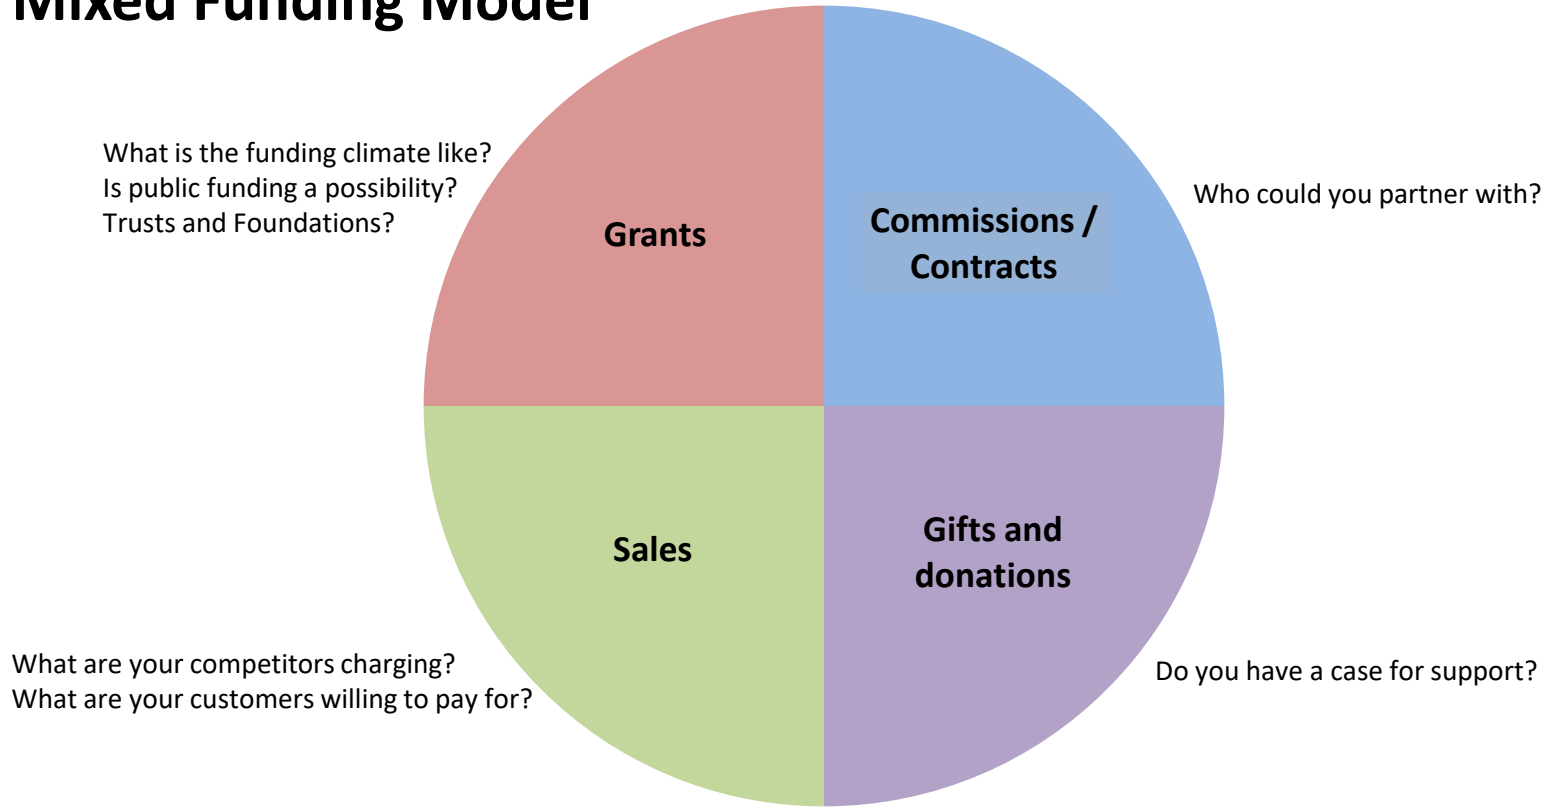 Mixed Funding Model
What is the funding climate like?
Is public funding a possibility?
Trusts and Foundations?
Grants
Commissions /
Contracts
Who could you partner with?
Sales
Gifts and
donations
What are your competitors charging?
What are your customers willing to pay for?
Do you have a case for support?